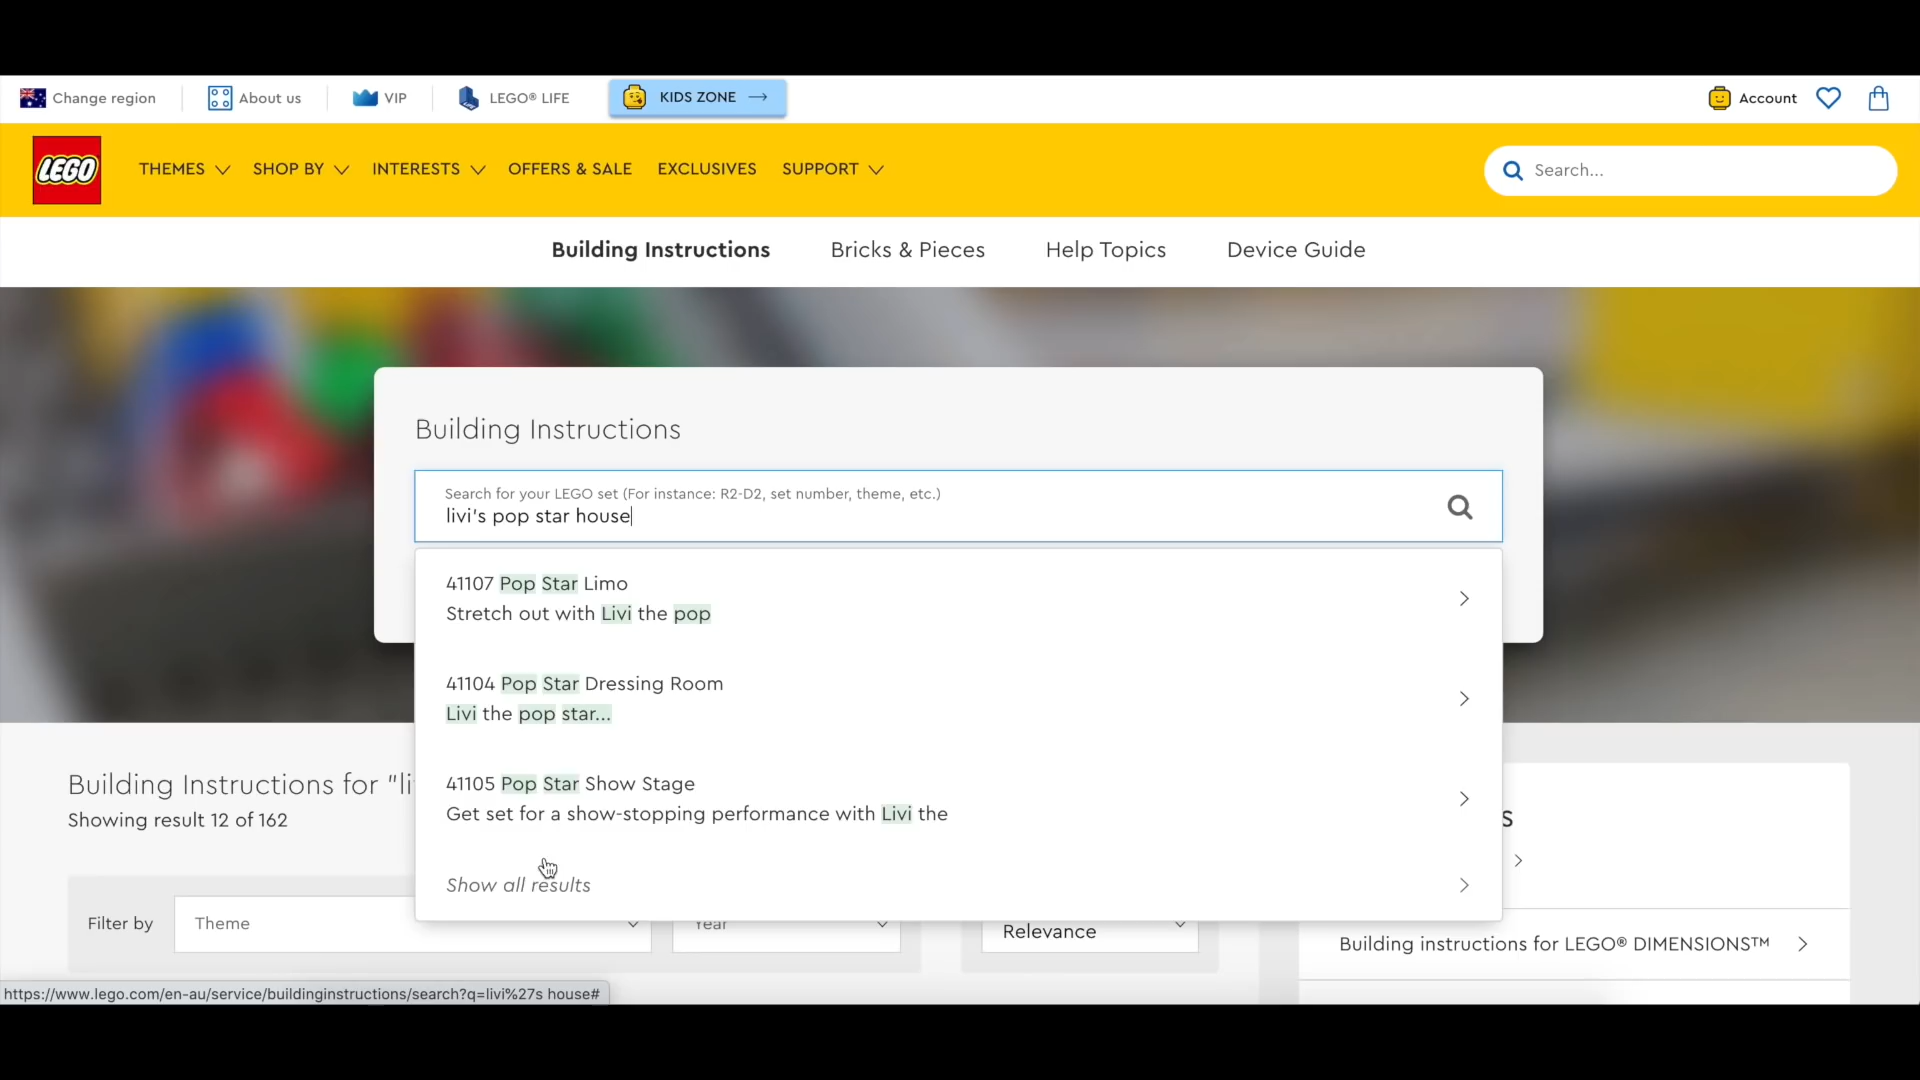 Change region
About us
VIP
LEGO® LIFE
KIDS ZONE
Account
LEGO
THEMES
SHOP BY
INTERESTS
OFFERS & SALE
EXCLUSIVES
SUPPORT
Search...
Building Instructions
Bricks & Pieces
Help Topics
Device Guide
Building Instructions
Search for your LEGO set (For instance: R2-D2, set number, theme, etc.)
livi's pop star house
41107 Pop Star Limo
Stretch out with Livi the pop
41104 Pop Star Dressing Room
Livi the pop star...
41105 Pop Star Show Stage
Get set for a show-stopping performance with Livi the
Show all results
Building Instructions for "li
Showing result 12 of 162
s
Filter by
Theme
Year
Relevance
Building instructions for LEGO® DIMENSIONS™
https://www.lego.com/en-au/service/buildinginstructions/search?q=livi%27s house#